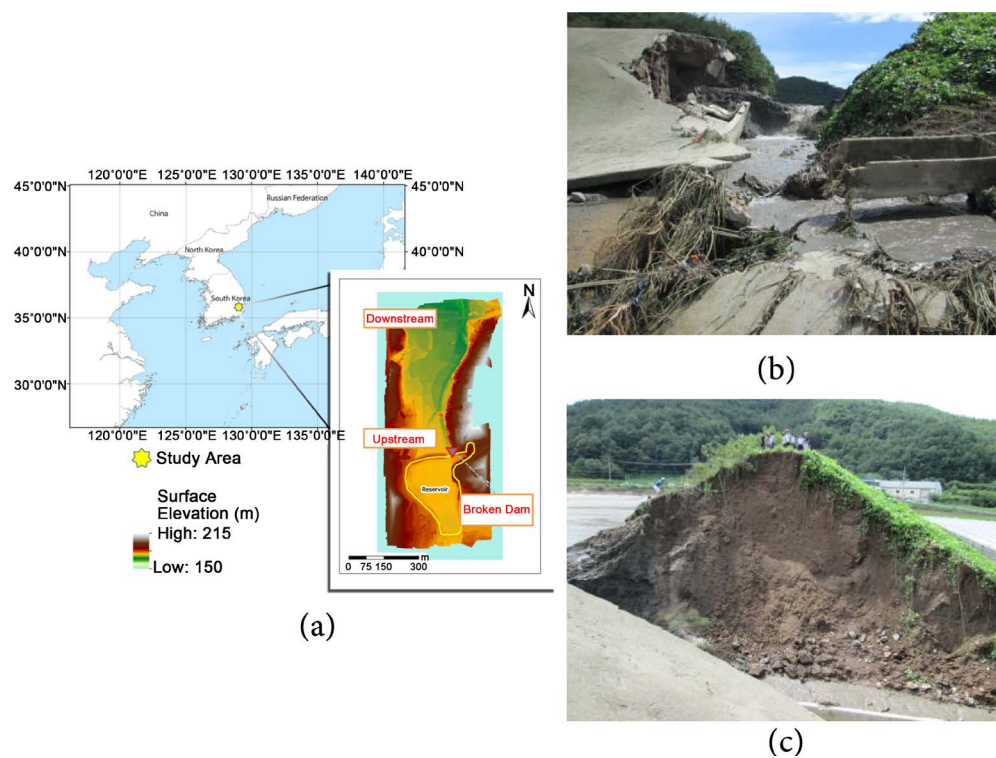 120°0'0"E 125°0'0"E 130°0'0"E 135°0'0"E 140°0'0"E
45°0'0"N
45°0'0"N
Russian Federation
China
North Korea
40°0'0"N
40°0'0"N
South Korea
35°0'0"N
30°0'0"N
120°0'0"E 125°0'0"E 130°0'0"E
Study Area
Surface
Elevation (m)
High: 215
Low: 150
N
Downstream
Upstream
Reservoir
Broken Dam
m
0 75 150 300
(a)
(b)
(c)